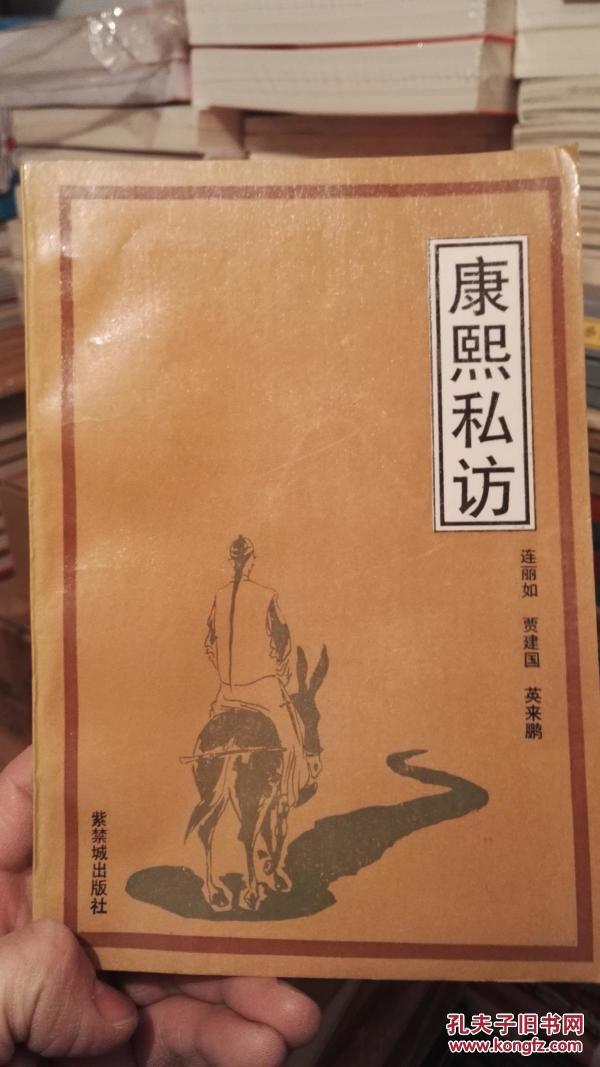 康熙私访
连丽如 贾建国 英来鹏
紫禁城出版社
孔夫子旧书网
www.kongfz.com